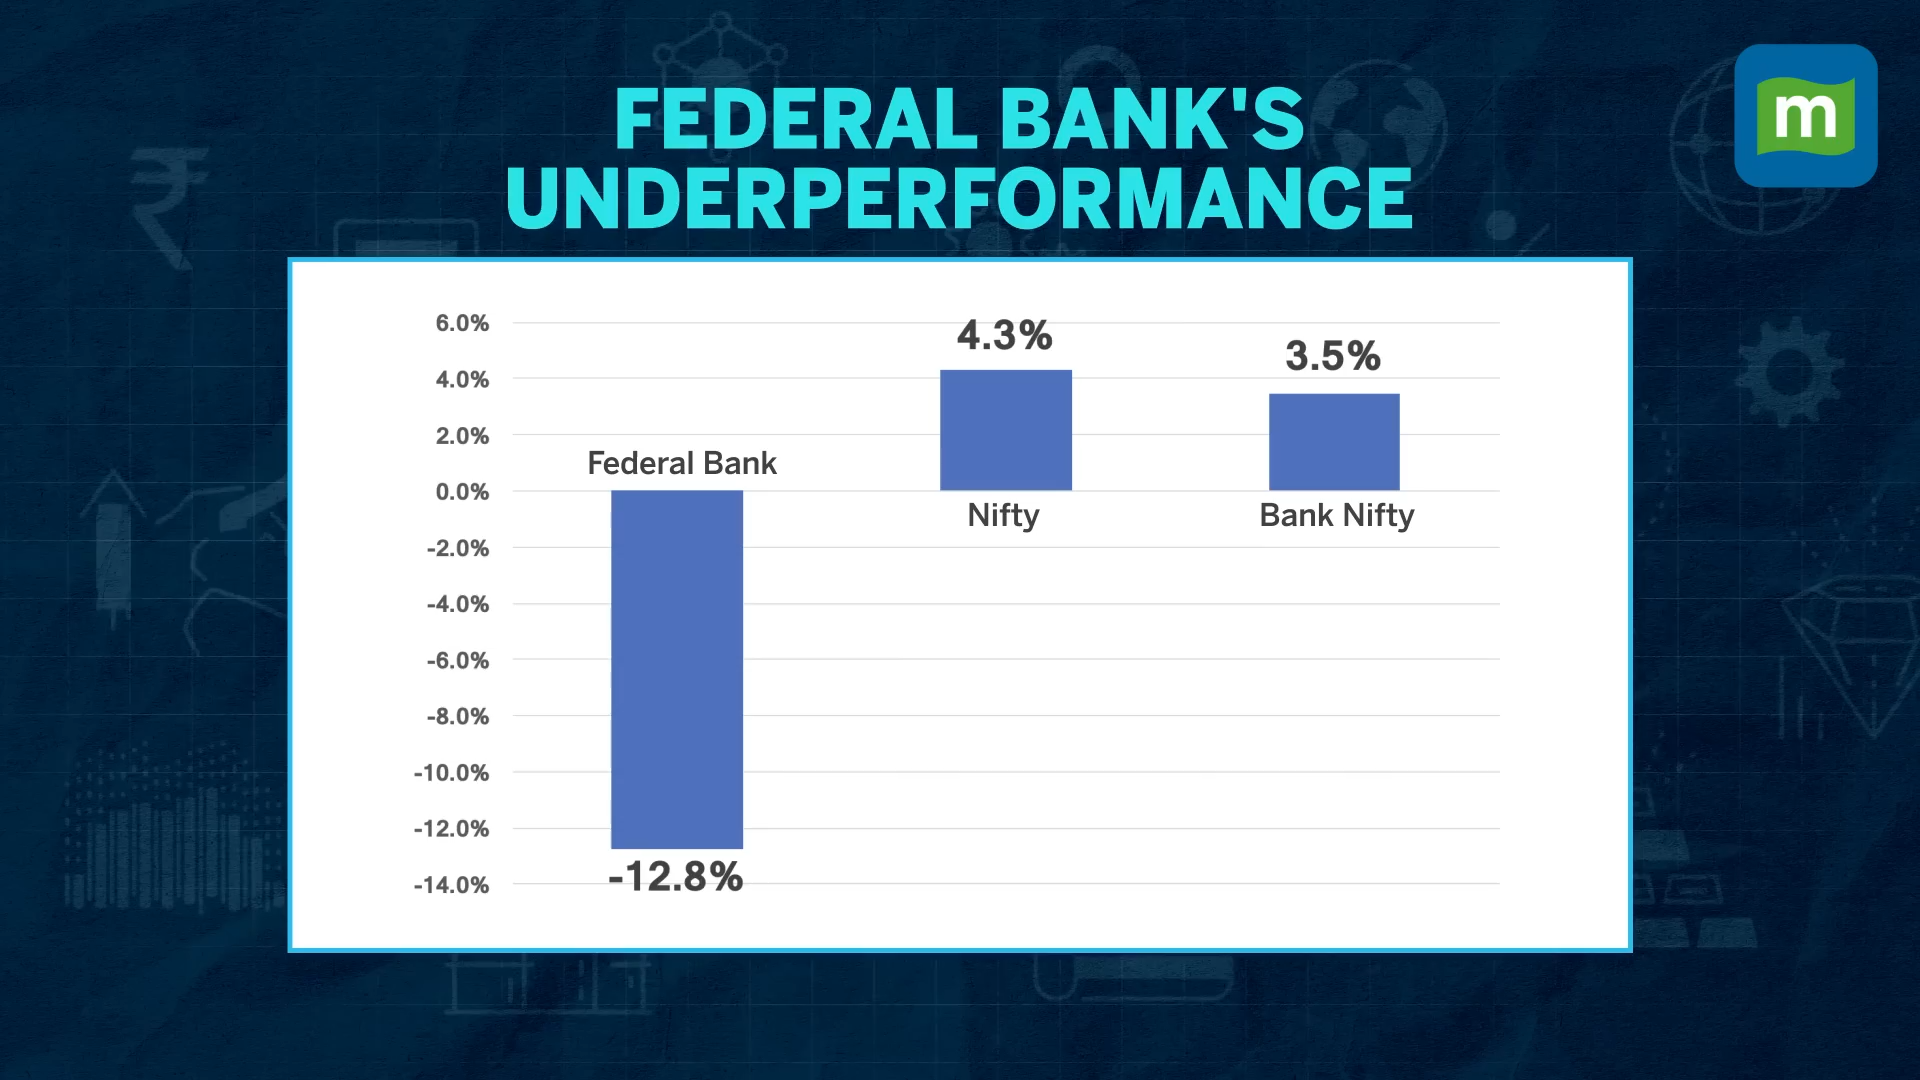 FEDERAL BANK'S
UNDERPERFORMANCE
m
6.0%
4.0%
2.0%
0.0%
-2.0%
-4.0%
-6.0%
-8.0%
-10.0%
-12.0%
-14.0%
Federal Bank
-12.8%
4.3%
Nifty
3.5%
Bank Nifty